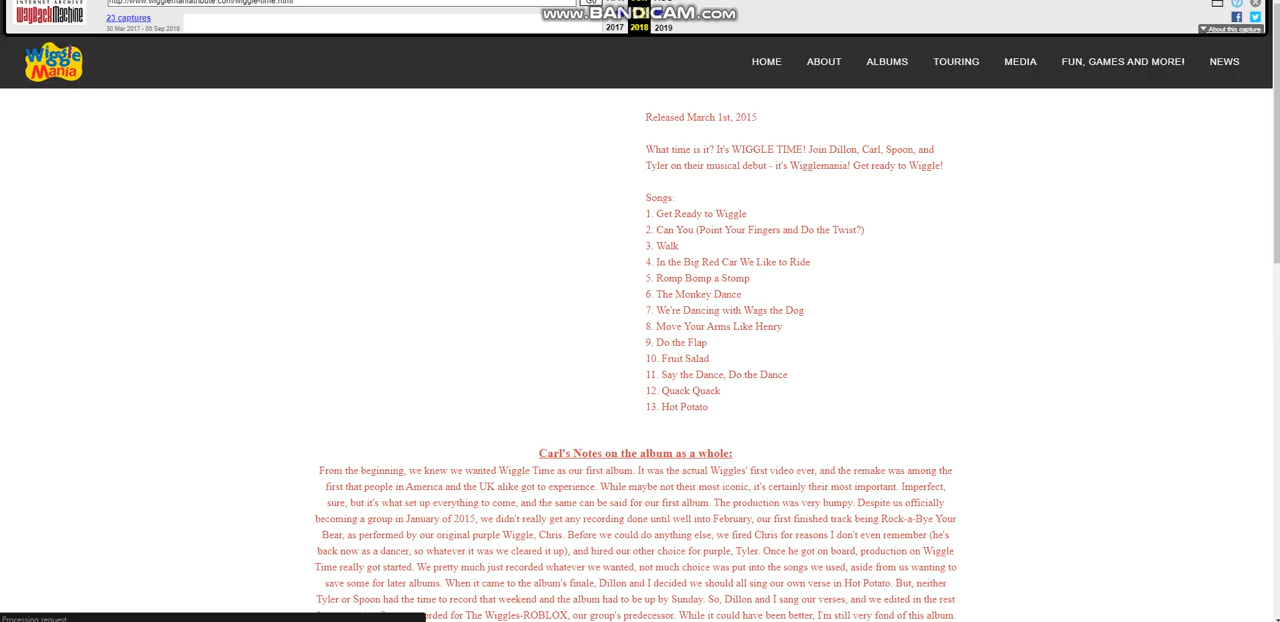 INTERNET ARCHIVE
WayBackMachine
http://www.wigglemaniatribute.com/wiggle-time.html
Go
23 captures
30 Mar 2017 - 05 Sep 2019
2017 2018 2019
About this capture
www.BANDICAM.com
Wiggle Mania
HOME ABOUT ALBUMS TOURING MEDIA FUN, GAMES AND MORE! NEWS
Released March 1st, 2015
What time is it? It's WIGGLE TIME! Join Dillon, Carl, Spoon, and
Tyler on their musical debut - it's Wigglemania! Get ready to Wiggle!
Songs:
1. Get Ready to Wiggle
2. Can You (Point Your Fingers and Do the Twist?)
3. Walk
4. In the Big Red Car We Like to Ride
5. Romp Bomp a Stomp
6. The Monkey Dance
7. We're Dancing with Wags the Dog
8. Move Your Arms Like Henry
9. Do the Flap
10. Fruit Salad
11. Say the Dance, Do the Dance
12. Quack Quack
13. Hot Potato
Carl's Notes on the album as a whole:
From the beginning, we knew we wanted Wiggle Time as our first album. It was the actual Wiggles' first video ever, and the remake was among the
first that people in America and the UK alike got to experience. While maybe not their most iconic, it's certainly their most important. Imperfect,
sure, but it's what set up everything to come, and the same can be said for our first album. The production was very bumpy. Despite us officially
becoming a group in January of 2015, we didn't really get any recording done until well into February, our first finished track being Rock-a-Bye Your
Bear, as performed by our original purple Wiggle, Chris. Before we could do anything else, we fired Chris for reasons I don't even remember (he's
back now as a dancer, so whatever it was we cleared it up), and hired our other choice for purple, Tyler. Once he got on board, production on Wiggle
Time really got started. We pretty much just recorded whatever we wanted, not much choice was put into the songs we used, aside from us wanting to
save some for later albums. When it came to the album's finale, Dillon and I decided we should all sing our own verse in Hot Potato. But, neither
Tyler or Spoon had the time to record that weekend and the album had to be up by Sunday. So, Dillon and I sang our verses, and we edited in the rest
recorded for The Wiggles-ROBLOX, our group's predecessor. While it could have been better, I'm still very fond of this album.
Processing request